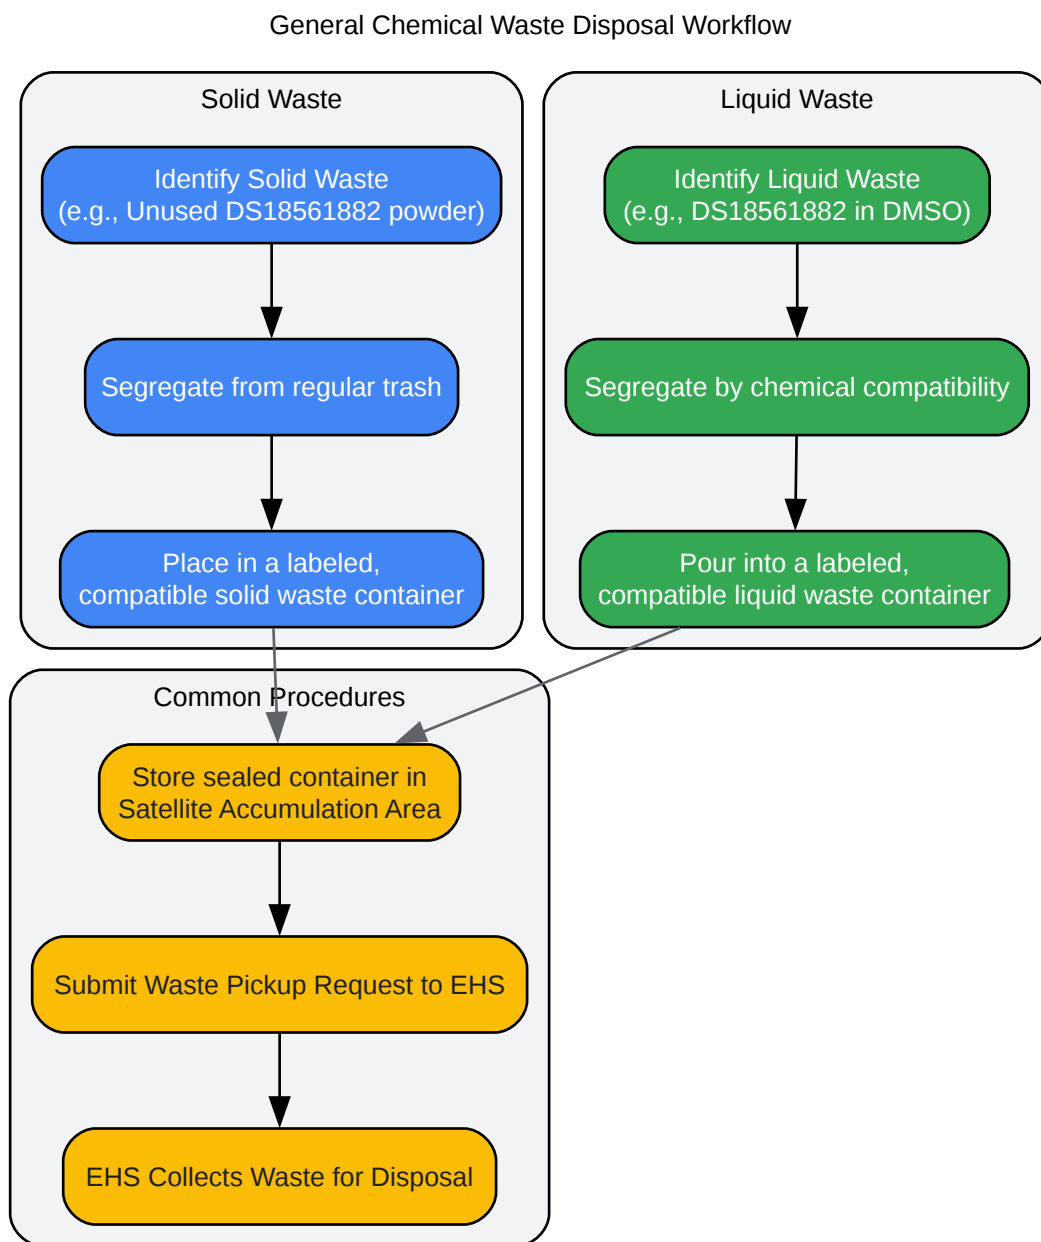 General Chemical Waste Disposal Workflow
Solid Waste
Identify Solid Waste
(e.g., Unused DS18561882 powder)
Segregate from regular trash
Place in a labeled,
compatible solid waste container
Liquid Waste
Identify Liquid Waste
(e.g., DS18561882 in DMSO)
Segregate by chemical compatibility
Pour into a labeled,
compatible liquid waste container
Common Procedures
Store sealed container in
Satellite Accumulation Area
Submit Waste Pickup Request to EHS
EHS Collects Waste for Disposal